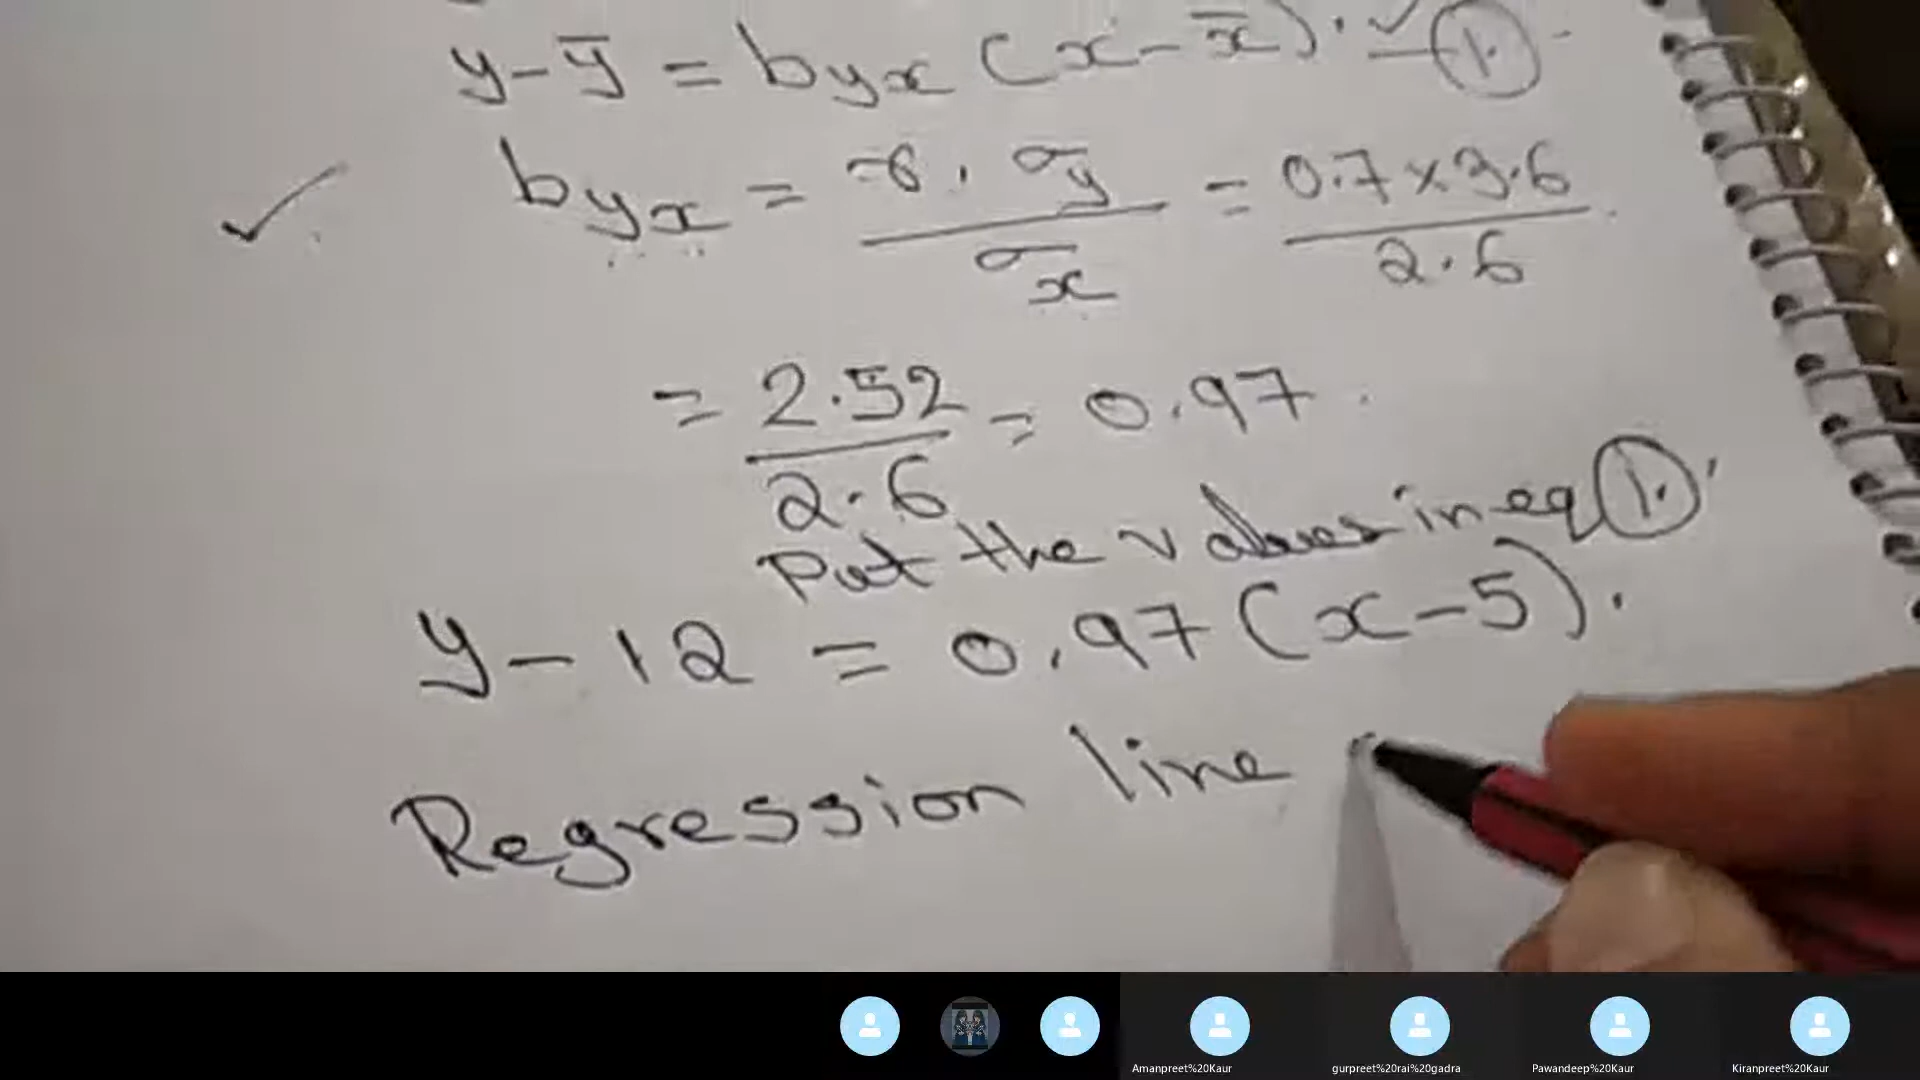 y - y̅ = byx (x - x̅). ✓ — (1.) -
✓ byx = r . σy / σx = 0.7 × 3.6 / 2.6
= 2.52 / 2.6 = 0.97 .
Put the values in eq (1.)
y - 12 = 0.97 (x - 5).
Regression line
Amanpreet%20Kaur gurpreet%20rai%20gadra Pawandeep%20Kaur Kiranpreet%20Kaur